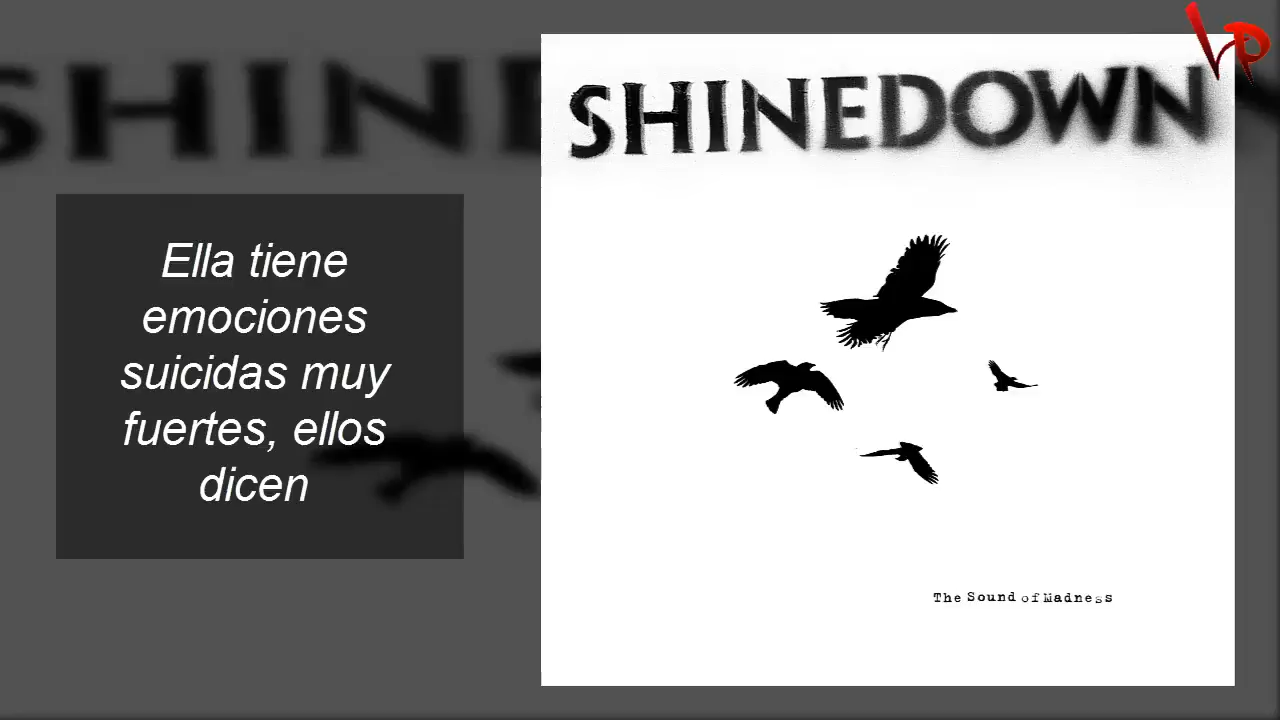 SHINEDOWN
Ella tiene
emociones
suicidas muy
fuertes, ellos
dicen
The Sound of Madness